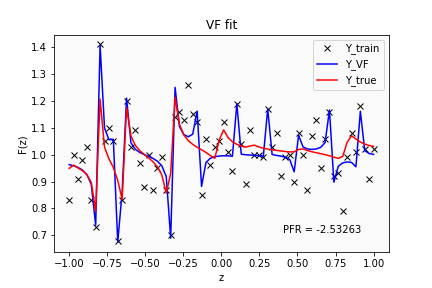 VF fit
1.4
1.3
1.2
1.1
1.0
0.9
0.8
0.7
F(z)
Y_train
Y_VF
Y_true
PFR = -2.53263
−1.00 −0.75 −0.50 −0.25 0.00 0.25 0.50 0.75 1.00
z